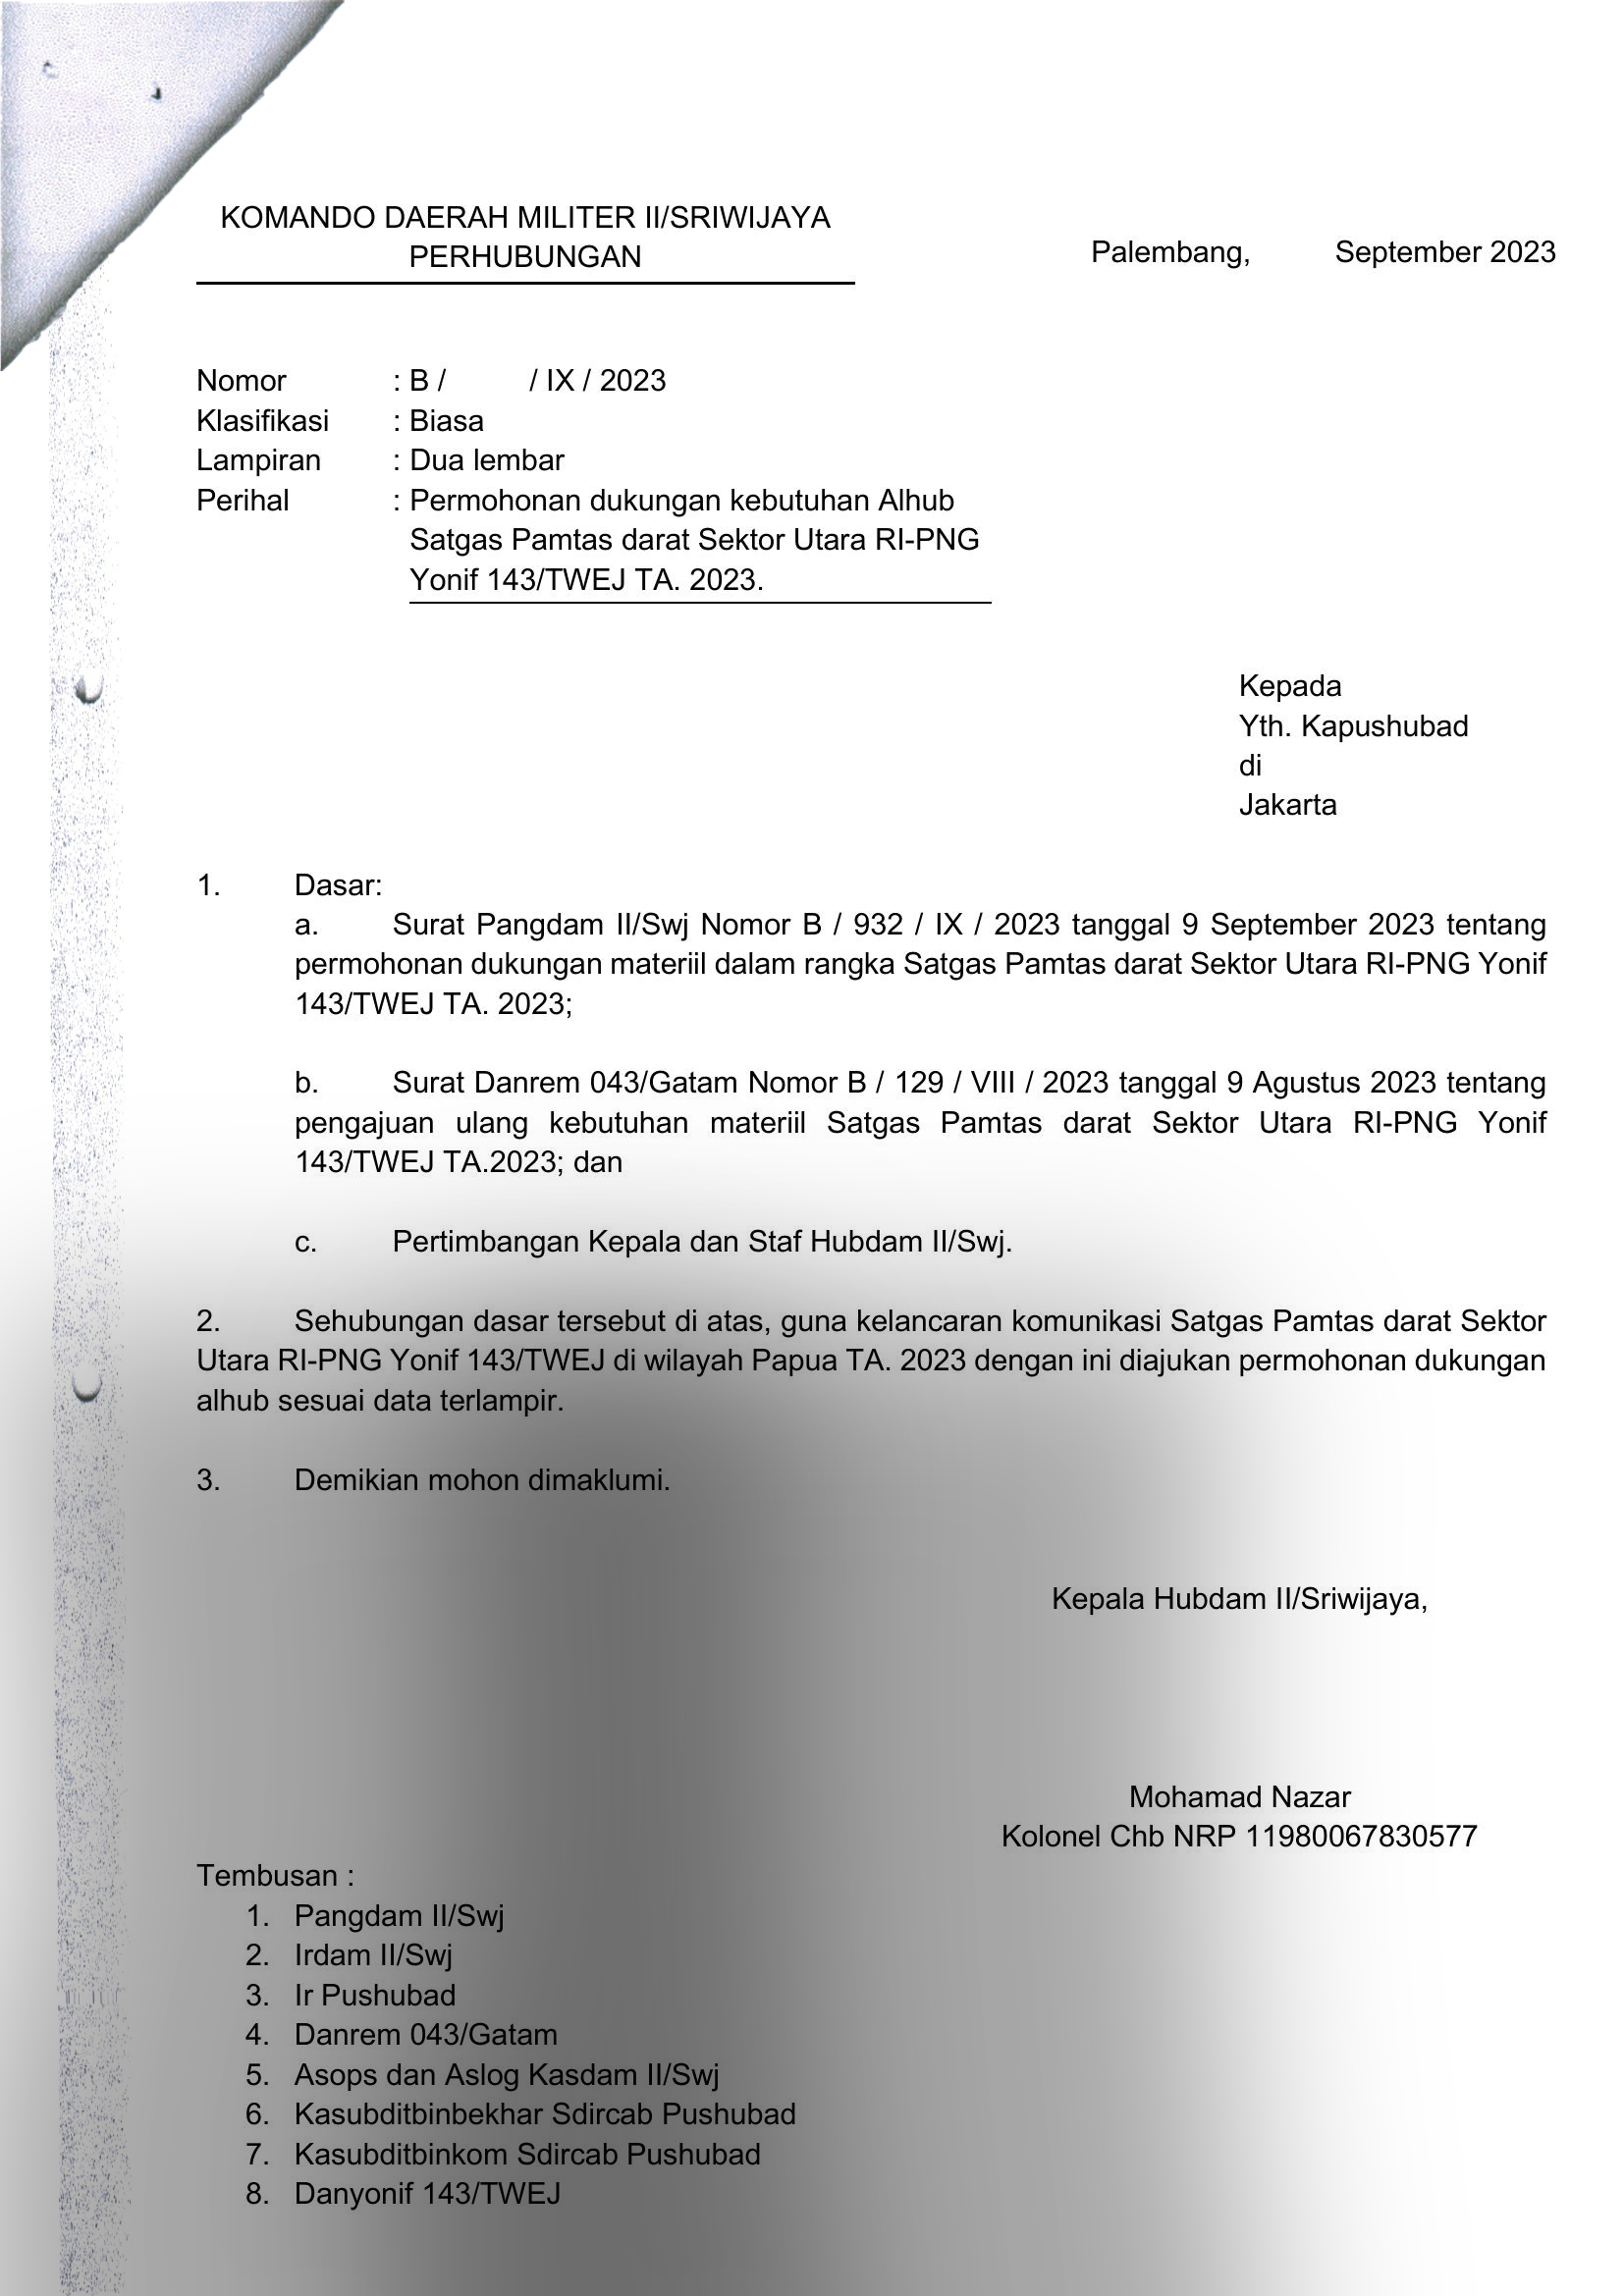 KOMANDO DAERAH MILITER II/SRIWIJAYA
PERHUBUNGAN
Palembang, September 2023
Nomor : B / / IX / 2023
Klasifikasi : Biasa
Lampiran : Dua lembar
Perihal : Permohonan dukungan kebutuhan Alhub
Satgas Pamtas darat Sektor Utara RI-PNG
Yonif 143/TWEJ TA. 2023.
Kepada
Yth. Kapushubad
di
Jakarta
1. Dasar:
a. Surat Pangdam II/Swj Nomor B / 932 / IX / 2023 tanggal 9 September 2023 tentang
permohonan dukungan materiil dalam rangka Satgas Pamtas darat Sektor Utara RI-PNG Yonif
143/TWEJ TA. 2023;
b. Surat Danrem 043/Gatam Nomor B / 129 / VIII / 2023 tanggal 9 Agustus 2023 tentang
pengajuan ulang kebutuhan materiil Satgas Pamtas darat Sektor Utara RI-PNG Yonif
143/TWEJ TA.2023; dan
c. Pertimbangan Kepala dan Staf Hubdam II/Swj.
2. Sehubungan dasar tersebut di atas, guna kelancaran komunikasi Satgas Pamtas darat Sektor
Utara RI-PNG Yonif 143/TWEJ di wilayah Papua TA. 2023 dengan ini diajukan permohonan dukungan
alhub sesuai data terlampir.
3. Demikian mohon dimaklumi.
Kepala Hubdam II/Sriwijaya,
Mohamad Nazar
Kolonel Chb NRP 11980067830577
Tembusan :
1. Pangdam II/Swj
2. Irdam II/Swj
3. Ir Pushubad
4. Danrem 043/Gatam
5. Asops dan Aslog Kasdam II/Swj
6. Kasubditbinbekhar Sdircab Pushubad
7. Kasubditbinkom Sdircab Pushubad
8. Danyonif 143/TWEJ